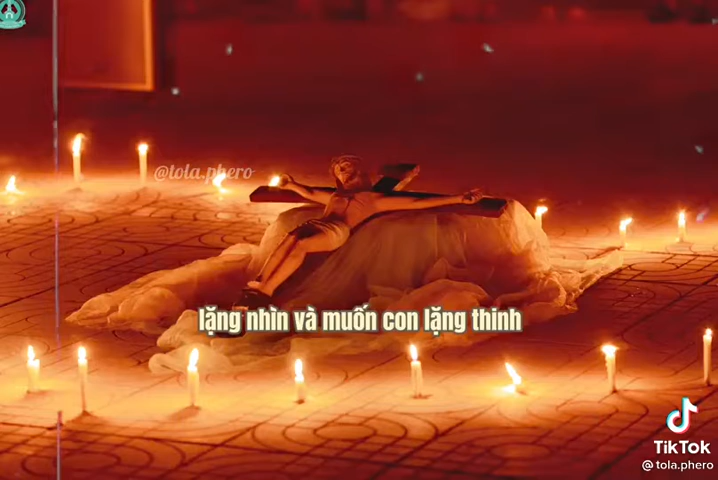 @tola.phero
lặng nhìn và muốn con lặng thinh
TikTok
@ tola.phero